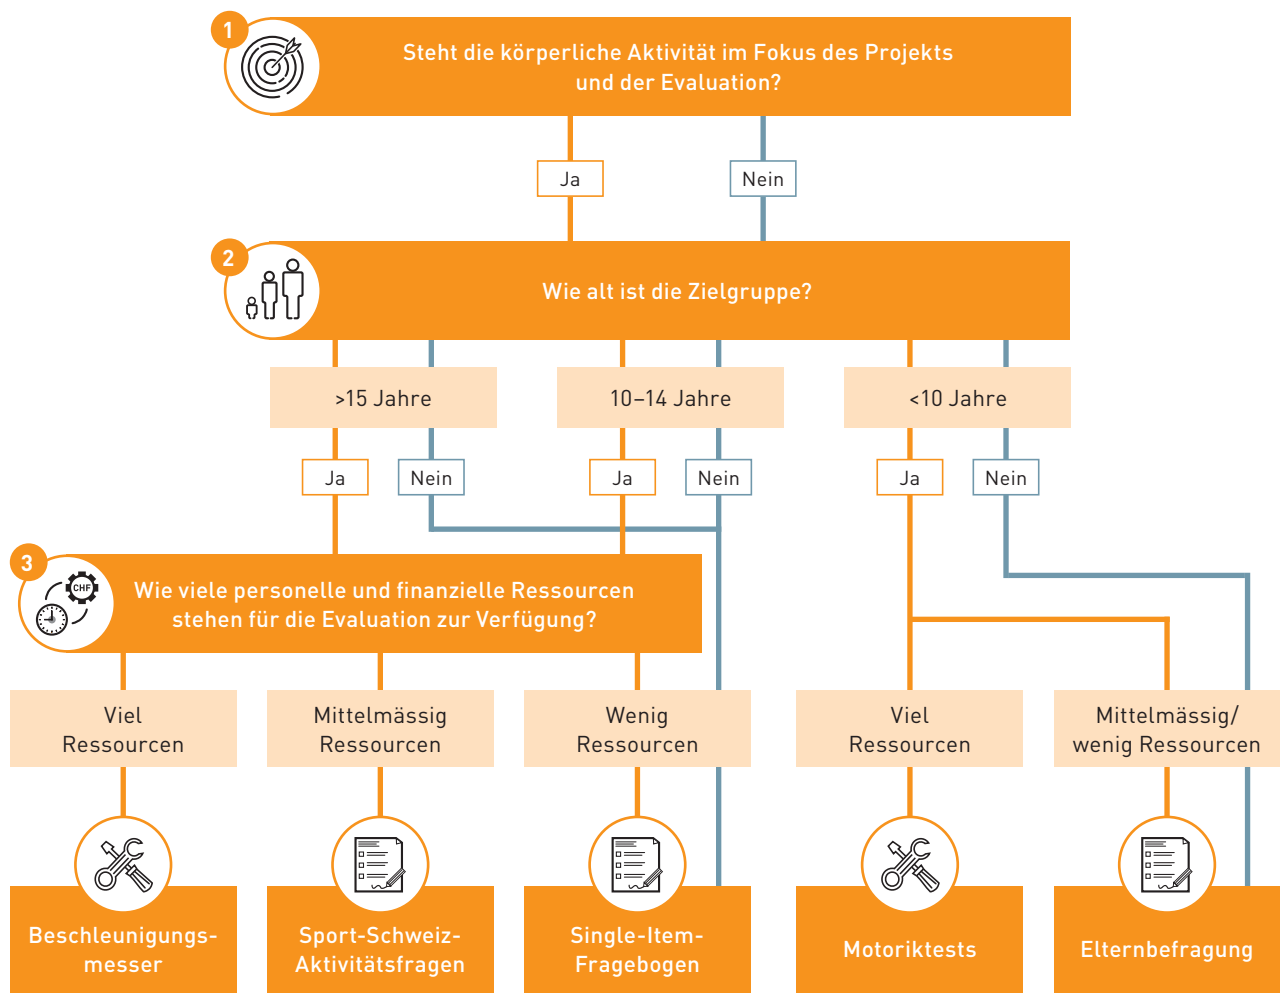 1
Steht die körperliche Aktivität im Fokus des Projekts
und der Evaluation?
Ja
Nein
2
Wie alt ist die Zielgruppe?
>15 Jahre
10–14 Jahre
<10 Jahre
Ja
Nein
Ja
Nein
Ja
Nein
3
CHF
Wie viele personelle und finanzielle Ressourcen
stehen für die Evaluation zur Verfügung?
Viel
Ressourcen
Mittelmässig
Ressourcen
Wenig
Ressourcen
Viel
Ressourcen
Mittelmässig/
wenig Ressourcen
Beschleunigungs-
messer
Sport-Schweiz-
Aktivitätsfragen
Single-Item-
Fragebogen
Motoriktests
Elternbefragung